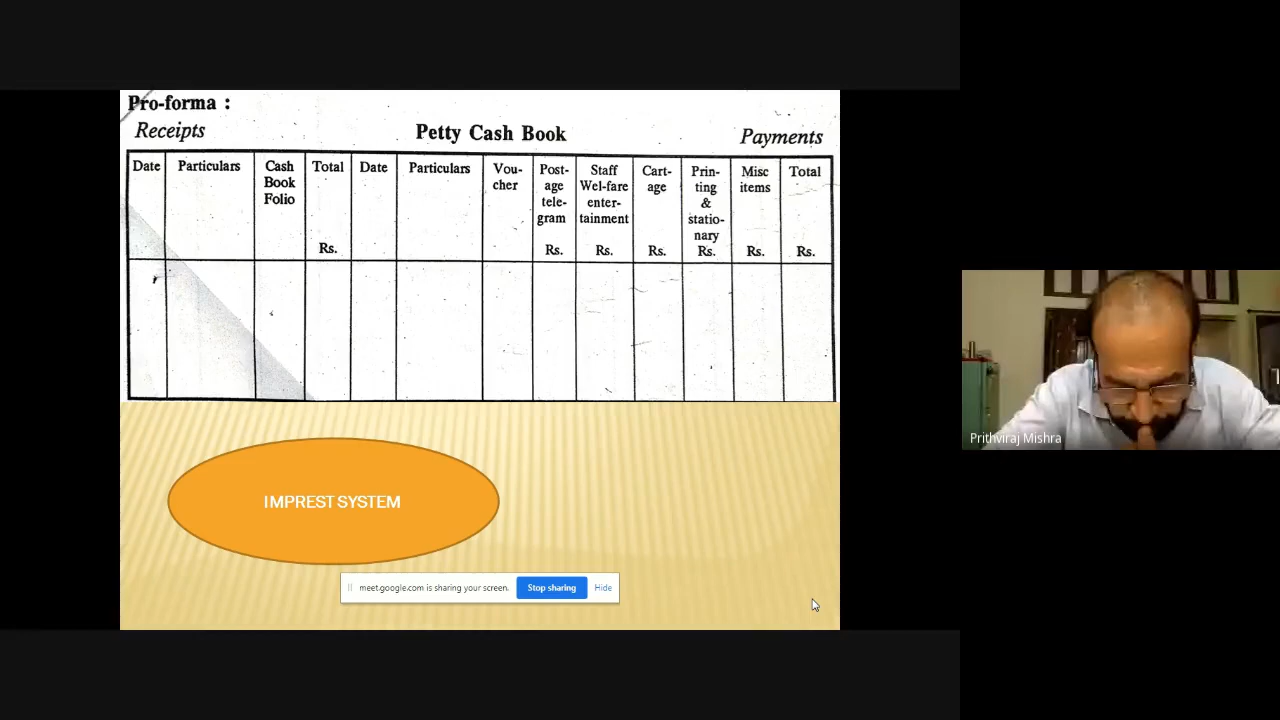 Pro-forma :
Receipts
Petty Cash Book
Payments
Date
Particulars
Cash
Book
Folio
Total
Rs.
Date
Particulars
Vou-
cher
Post-
age
tele-
gram
Rs.
Staff
Wel-fare
enter-
tainment
Rs.
Cart-
age
Rs.
Prin-
ting
&
statio-
nary
Rs.
Misc
items
Rs.
Total
Rs.
IMPREST SYSTEM
meet.google.com is sharing your screen.
Stop sharing
Hide
Prithviraj Mishra